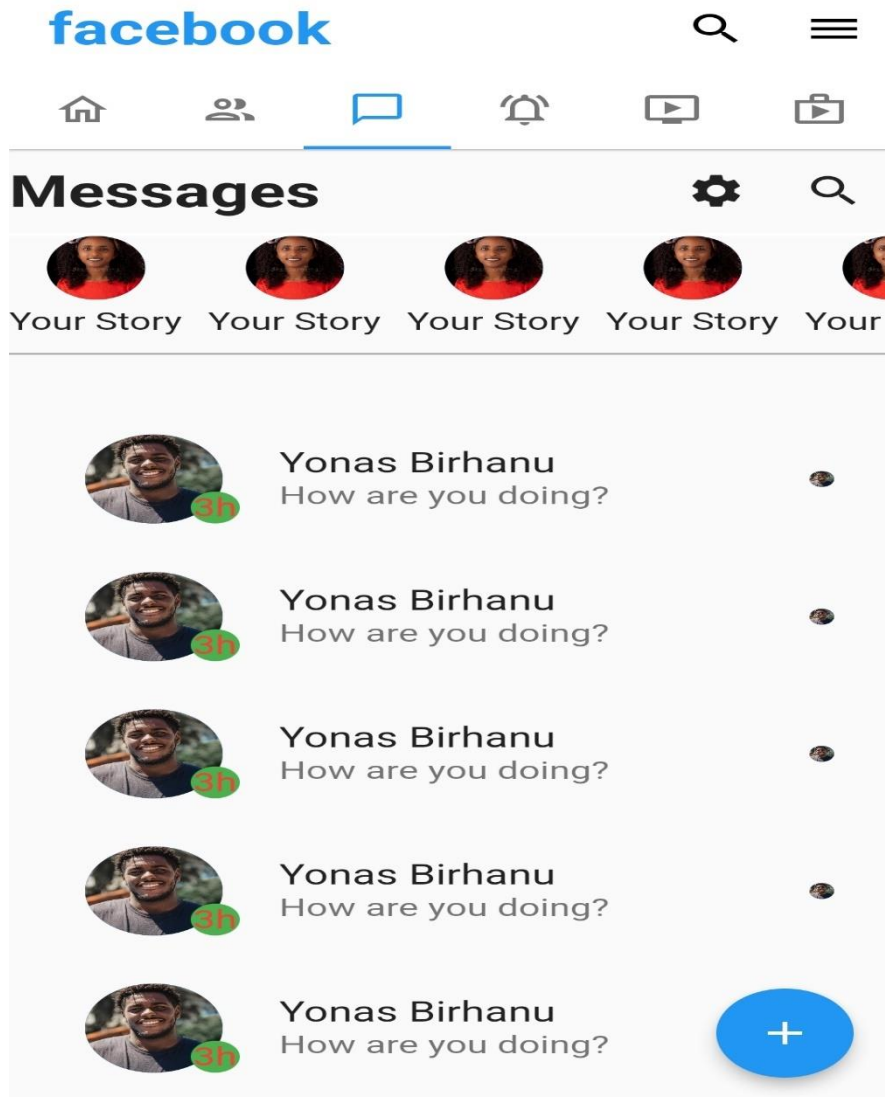 facebook
Messages
Your Story Your Story Your Story Your Story Your
Yonas Birhanu
How are you doing?
3h
Yonas Birhanu
How are you doing?
3h
Yonas Birhanu
How are you doing?
3h
Yonas Birhanu
How are you doing?
3h
Yonas Birhanu
How are you doing?
3h